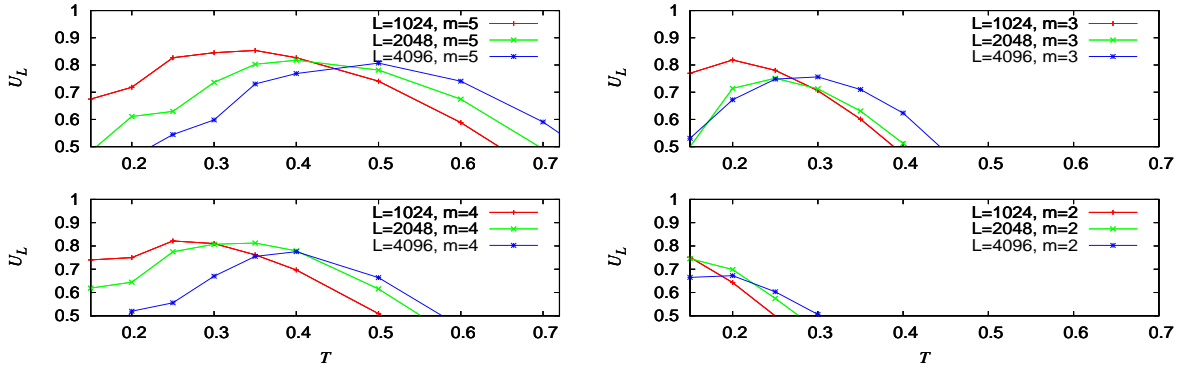 1
0.9
0.8
0.7
0.6
0.5
U_L
L=1024, m=5
L=2048, m=5
L=4096, m=5
0.2 0.3 0.4 0.5 0.6 0.7
1
0.9
0.8
0.7
0.6
0.5
U_L
L=1024, m=3
L=2048, m=3
L=4096, m=3
0.2 0.3 0.4 0.5 0.6 0.7
1
0.9
0.8
0.7
0.6
0.5
U_L
L=1024, m=4
L=2048, m=4
L=4096, m=4
0.2 0.3 0.4 0.5 0.6 0.7
T
1
0.9
0.8
0.7
0.6
0.5
U_L
L=1024, m=2
L=2048, m=2
L=4096, m=2
0.2 0.3 0.4 0.5 0.6 0.7
T